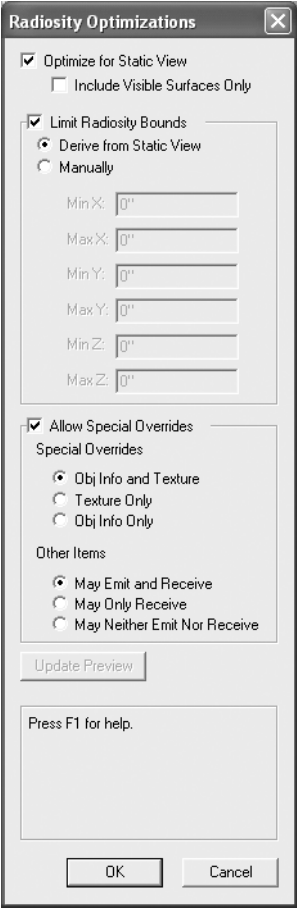 Radiosity Optimizations
Optimize for Static View
Include Visible Surfaces Only
Limit Radiosity Bounds
Derive from Static View
Manually
Min X: 0"
Max X: 0"
Min Y: 0"
Max Y: 0"
Min Z: 0"
Max Z: 0"
Allow Special Overrides
Special Overrides
Obj Info and Texture
Texture Only
Obj Info Only
Other Items
May Emit and Receive
May Only Receive
May Neither Emit Nor Receive
Update Preview
Press F1 for help.
OK Cancel